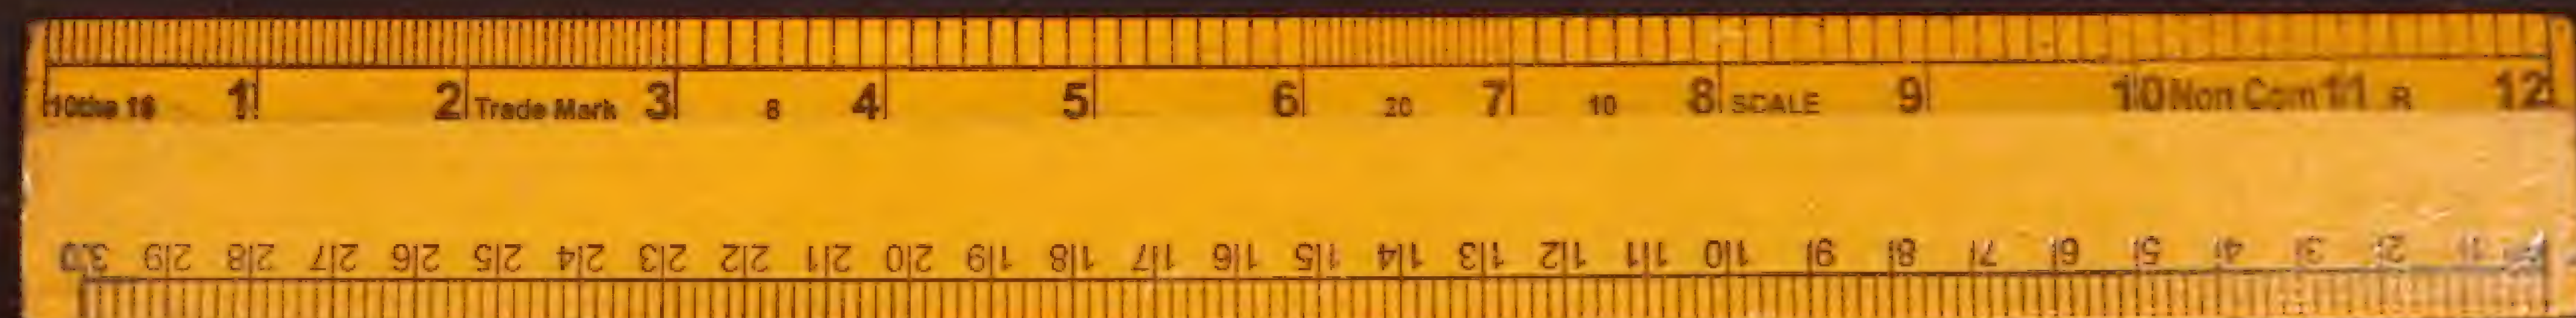 10ths 16 1 2 Trade Mark 3 8 4 5 6 20 7 10 8 SCALE 9 10 Non Com 11 R 12
1 2 3 4 5 6 7 8 9 10 11 12 13 14 15 16 17 18 19 20 21 22 23 24 25 26 27 28 29 30